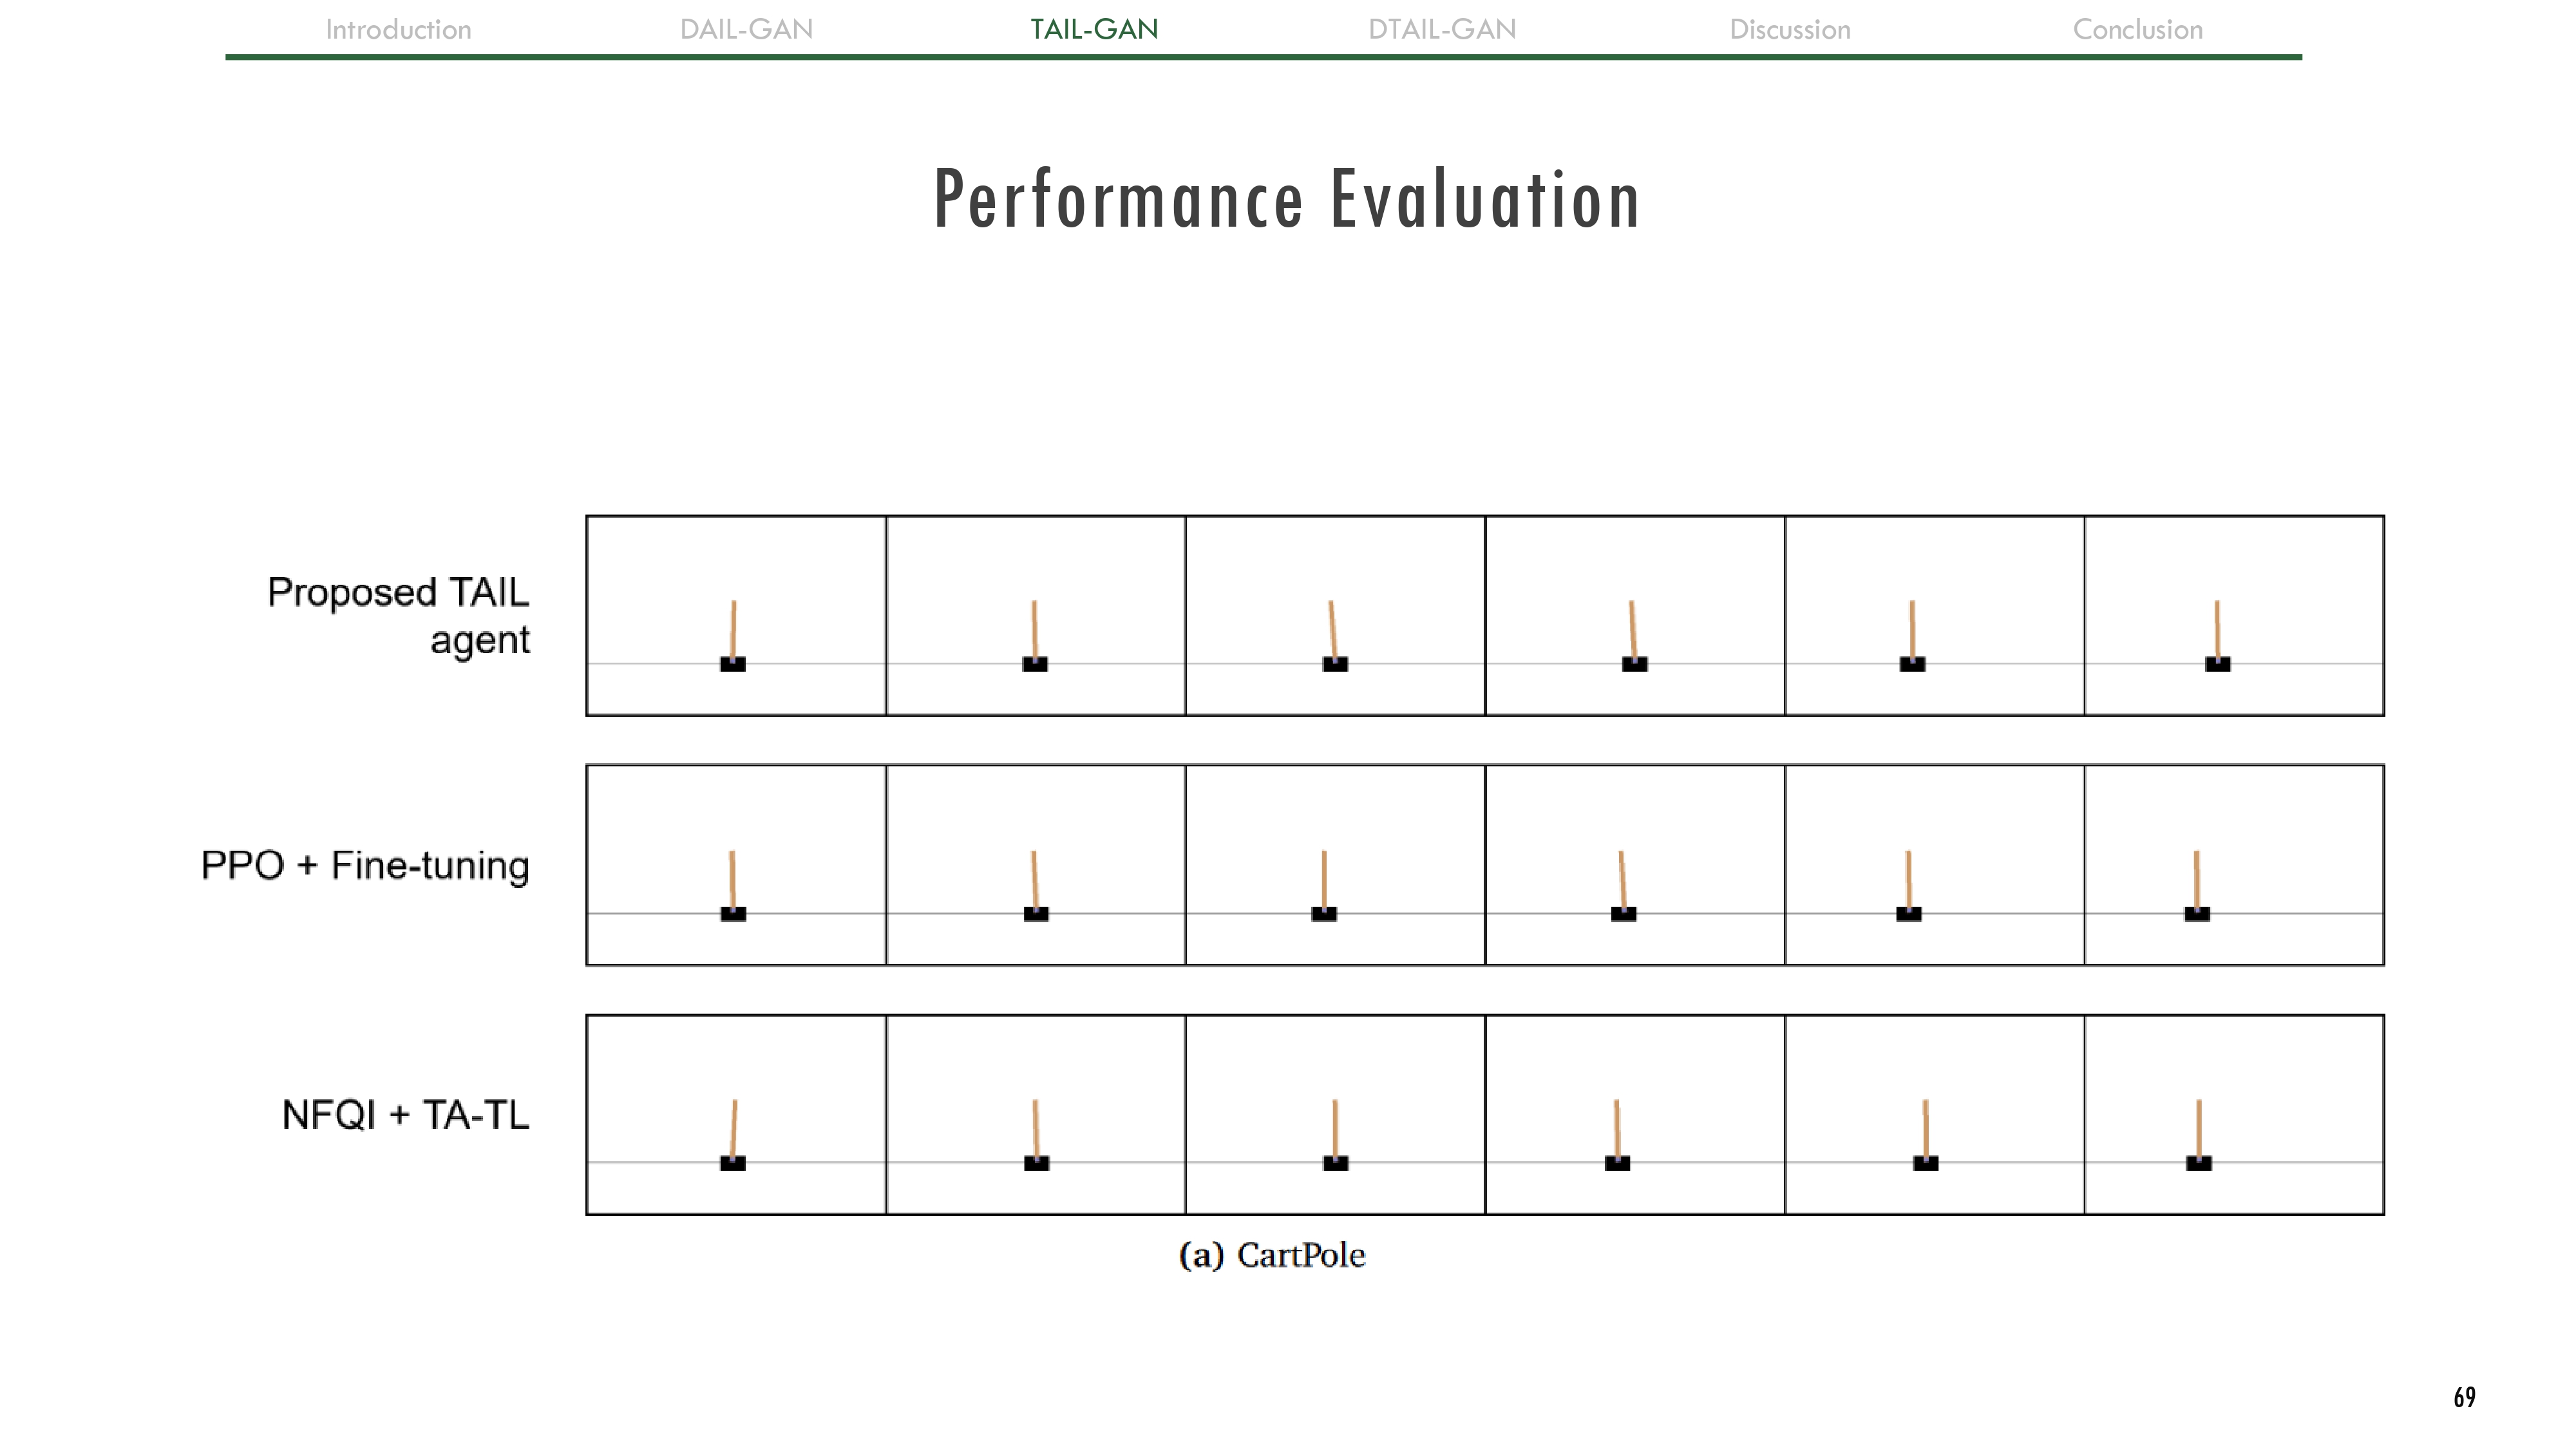 Introduction DAIL-GAN TAIL-GAN DTAIL-GAN Discussion Conclusion
Performance Evaluation
Proposed TAIL
agent
PPO + Fine-tuning
NFQI + TA-TL
(a) CartPole
69